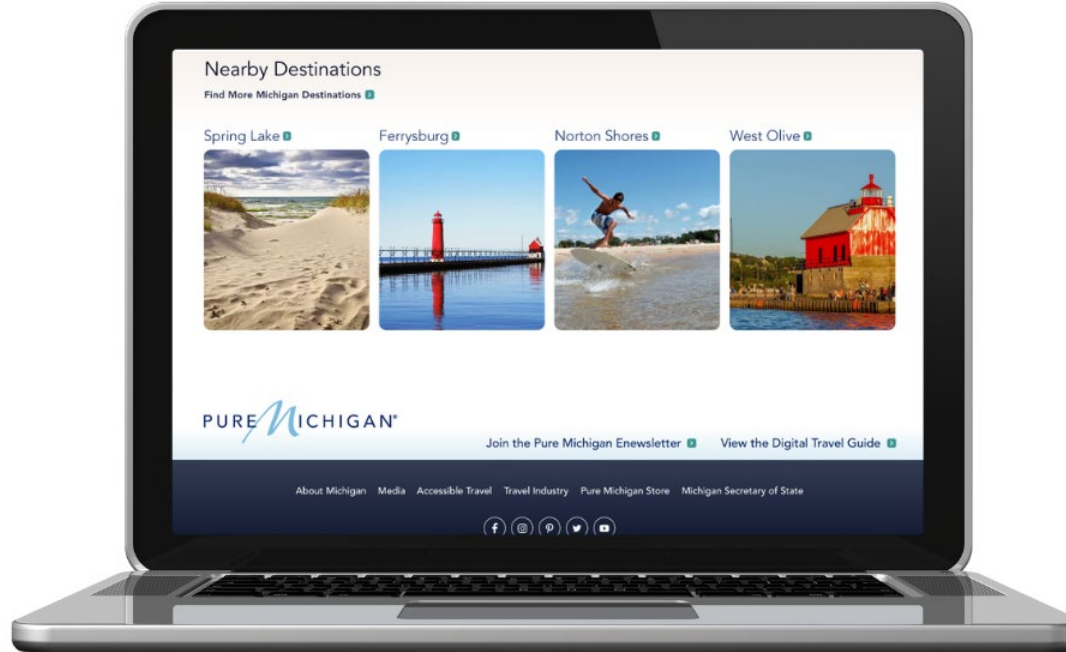 Nearby Destinations
Find More Michigan Destinations
Spring Lake Ferrysburg Norton Shores West Olive
PURE MICHIGAN®
Join the Pure Michigan Enewsletter View the Digital Travel Guide
About Michigan Media Accessible Travel Travel Industry Pure Michigan Store Michigan Secretary of State